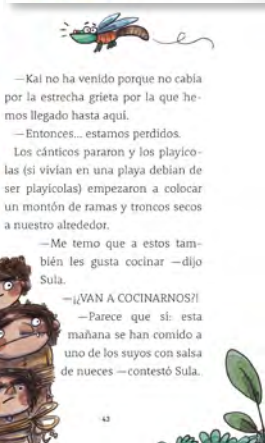 —Kai no ha venido porque no cabía
por la estrecha grieta por la que he-
mos llegado hasta aquí.
—Entonces... estamos perdidos.
Los cánticos pararon y los playíco-
las (si vivían en una playa debían de
ser playícolas) empezaron a colocar
un montón de ramas y troncos secos
a nuestro alrededor.
—Me temo que a estos tam-
bién les gusta cocinar —dijo
Sula.
—¡¿VAN A COCINARNOS?!
—Parece que sí: esta
mañana se han comido a
uno de los suyos con salsa
de nueces —contestó Sula.
43